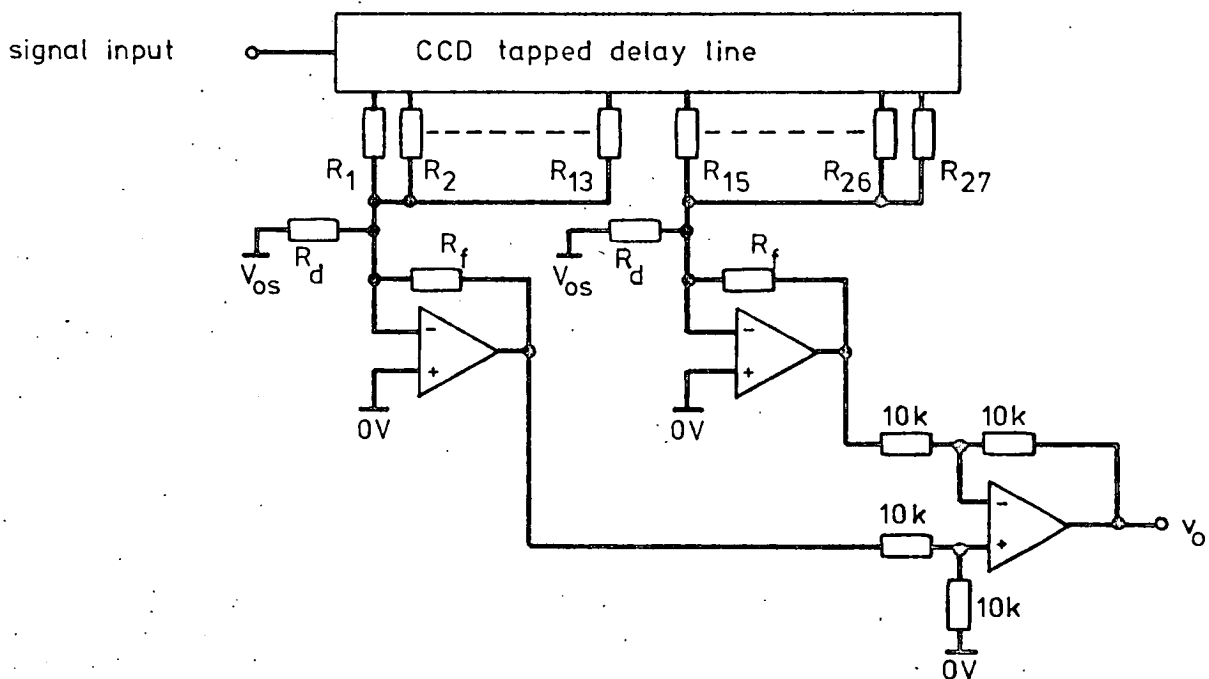 signal input
CCD tapped delay line
R1 R2 R13 R15 R26 R27
Rd Rf Rd Rf
Vos Vos
- -
+ +
0V 0V
10k 10k
-
10k + vo
10k
0V